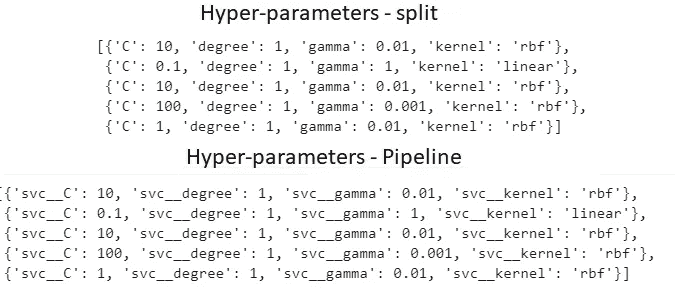 Hyper-parameters - split
[{'C': 10, 'degree': 1, 'gamma': 0.01, 'kernel': 'rbf'},
{'C': 0.1, 'degree': 1, 'gamma': 1, 'kernel': 'linear'},
{'C': 10, 'degree': 1, 'gamma': 0.01, 'kernel': 'rbf'},
{'C': 100, 'degree': 1, 'gamma': 0.001, 'kernel': 'rbf'},
{'C': 1, 'degree': 1, 'gamma': 0.01, 'kernel': 'rbf'}]
Hyper-parameters - Pipeline
[{'svc__C': 10, 'svc__degree': 1, 'svc__gamma': 0.01, 'svc__kernel': 'rbf'},
{'svc__C': 0.1, 'svc__degree': 1, 'svc__gamma': 1, 'svc__kernel': 'linear'},
{'svc__C': 10, 'svc__degree': 1, 'svc__gamma': 0.01, 'svc__kernel': 'rbf'},
{'svc__C': 100, 'svc__degree': 1, 'svc__gamma': 0.001, 'svc__kernel': 'rbf'},
{'svc__C': 1, 'svc__degree': 1, 'svc__gamma': 0.01, 'svc__kernel': 'rbf'}]